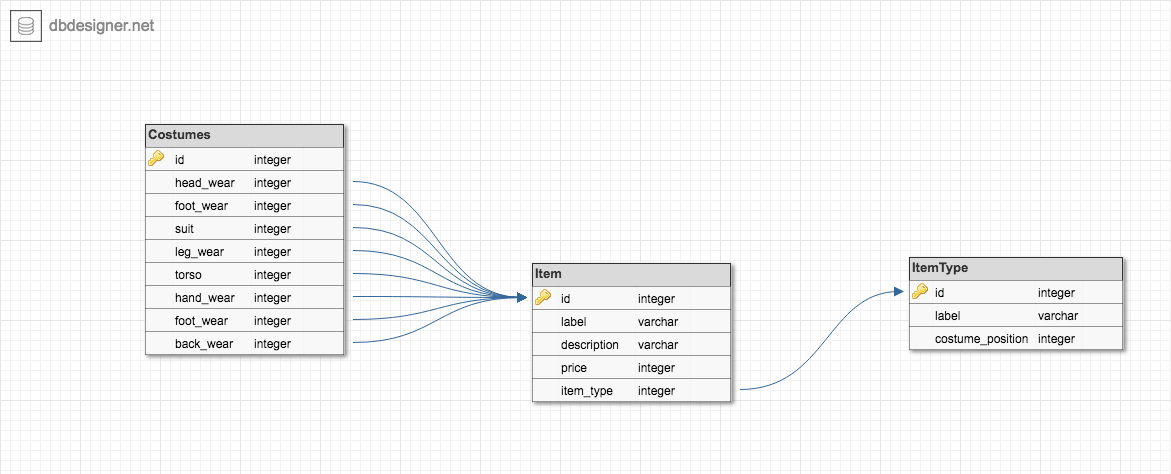 dbdesigner.net
Costumes
id integer
head_wear integer
foot_wear integer
suit integer
leg_wear integer
torso integer
hand_wear integer
foot_wear integer
back_wear integer
Item
id integer
label varchar
description varchar
price integer
item_type integer
ItemType
id integer
label varchar
costume_position integer